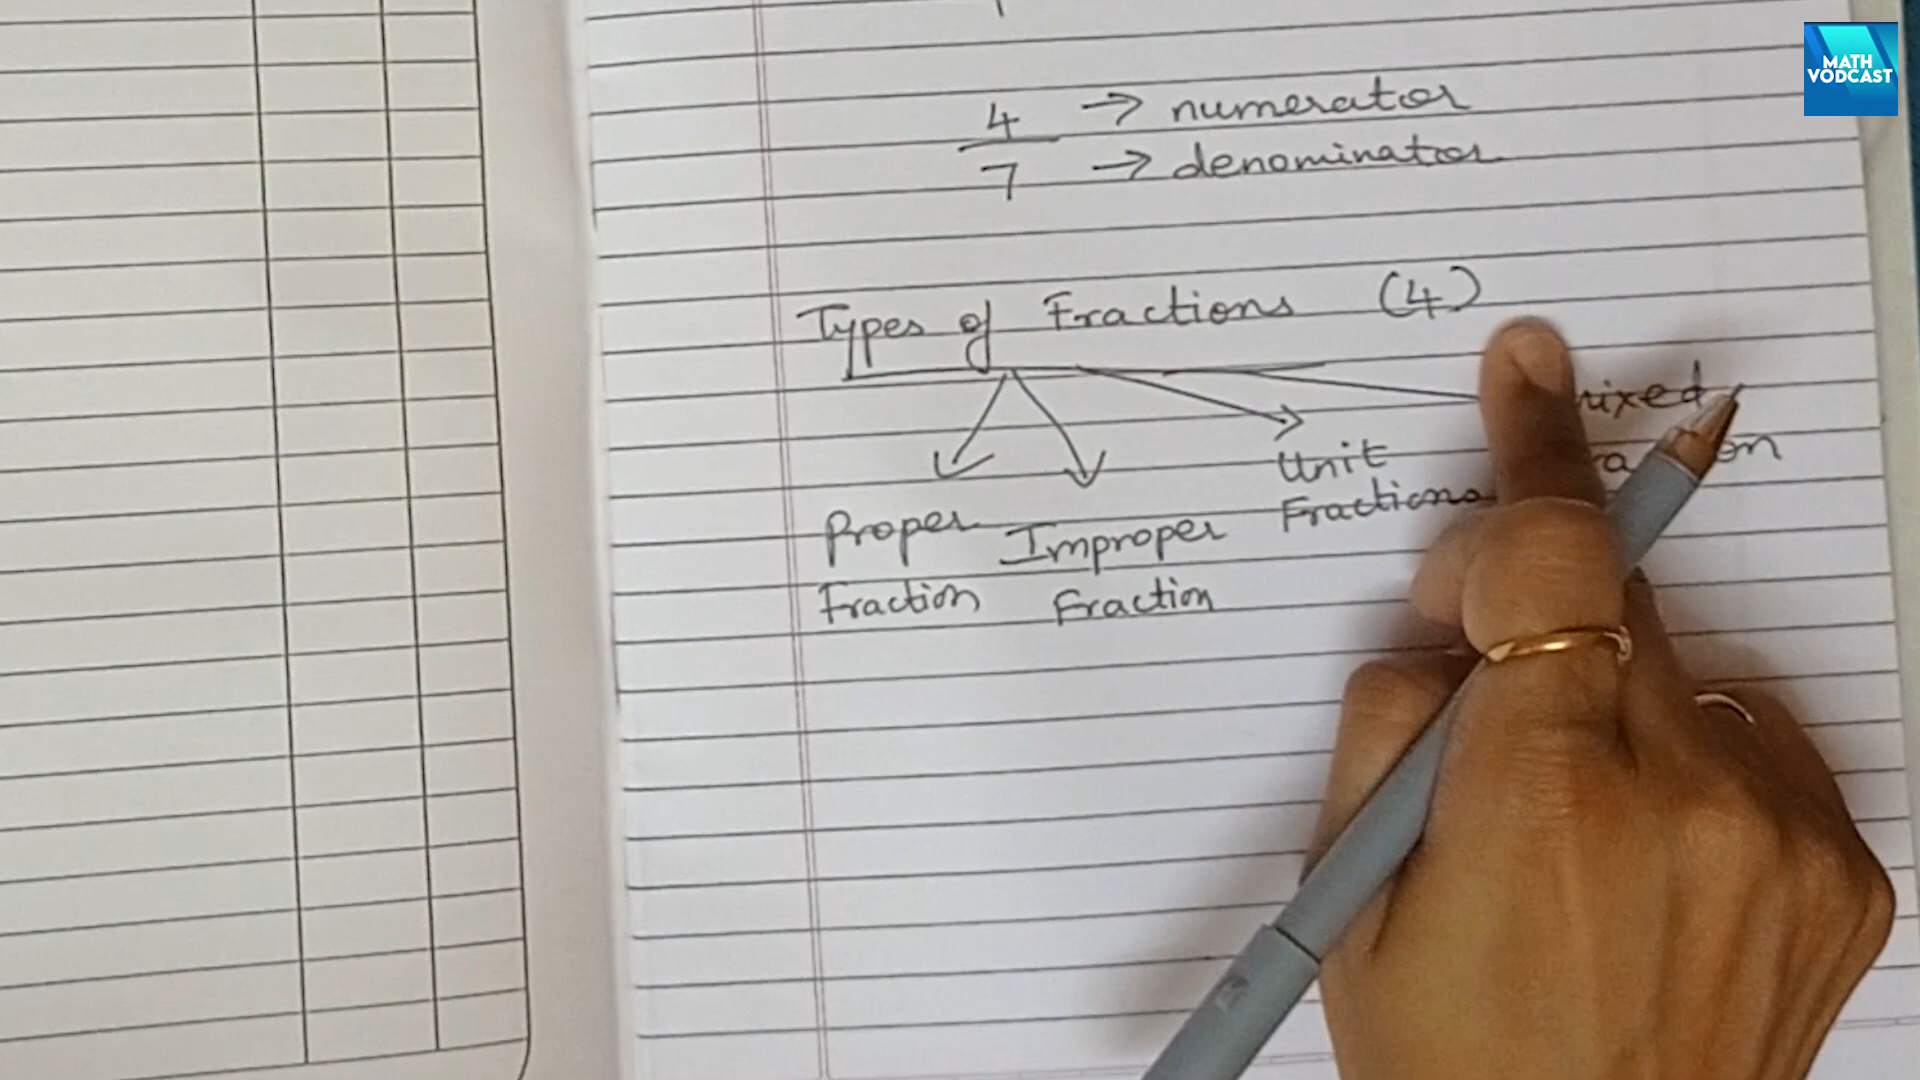 MATH
VODCAST
4 → numerator
7 → denominator
Types of Fractions (4)
Proper
Fraction
Improper
Fraction
Unit
Fractions